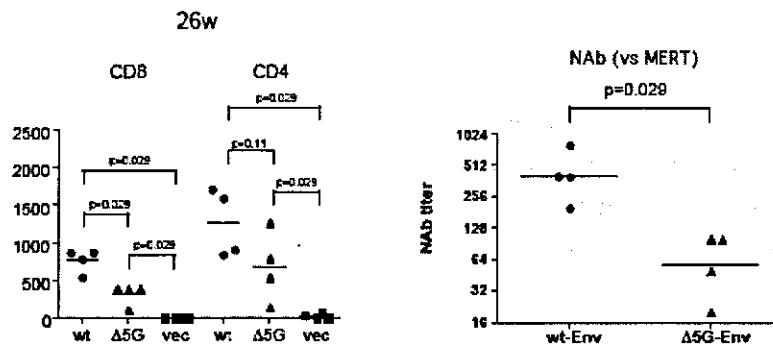 26w
CD8 CD4
p=0.029
p=0.029 p=0.11
p=0.029 p=0.029
p=0.029
2500
2000
1500
1000
500
0
wt Δ5G vec wt Δ5G vec
NAb (vs MERT)
p=0.029
NAb titer
1024
512
256
128
64
32
16
wt-Env Δ5G-Env